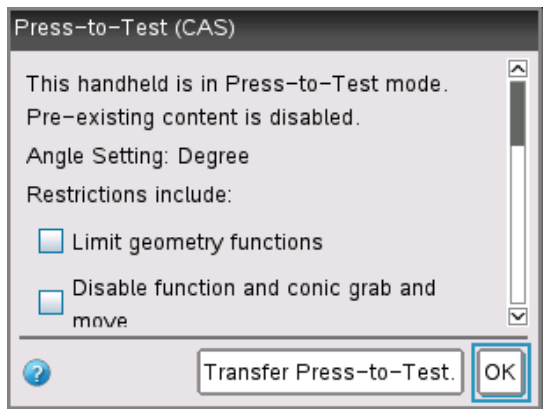 Press-to-Test (CAS)
This handheld is in Press-to-Test mode.
Pre-existing content is disabled.
Angle Setting: Degree
Restrictions include:
Limit geometry functions
Disable function and conic grab and
move
?
Transfer Press-to-Test.
OK